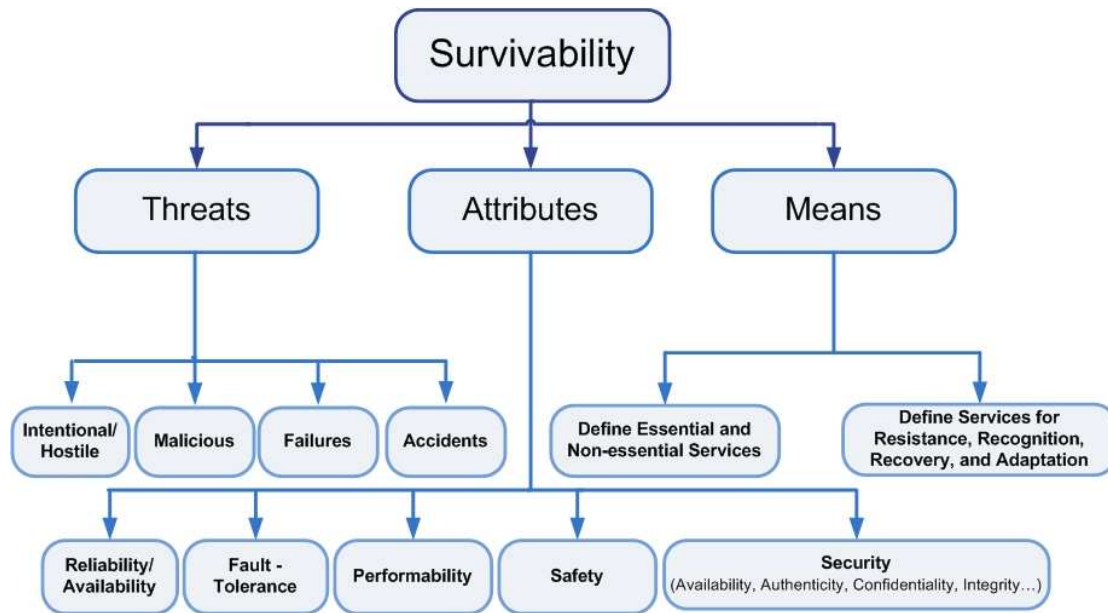 Survivability
Threats
Attributes
Means
Intentional/
Hostile
Malicious
Failures
Accidents
Define Essential and
Non-essential Services
Define Services for
Resistance, Recognition,
Recovery, and Adaptation
Reliability/
Availability
Fault -
Tolerance
Performability
Safety
Security
(Availability, Authenticity, Confidentiality, Integrity…)